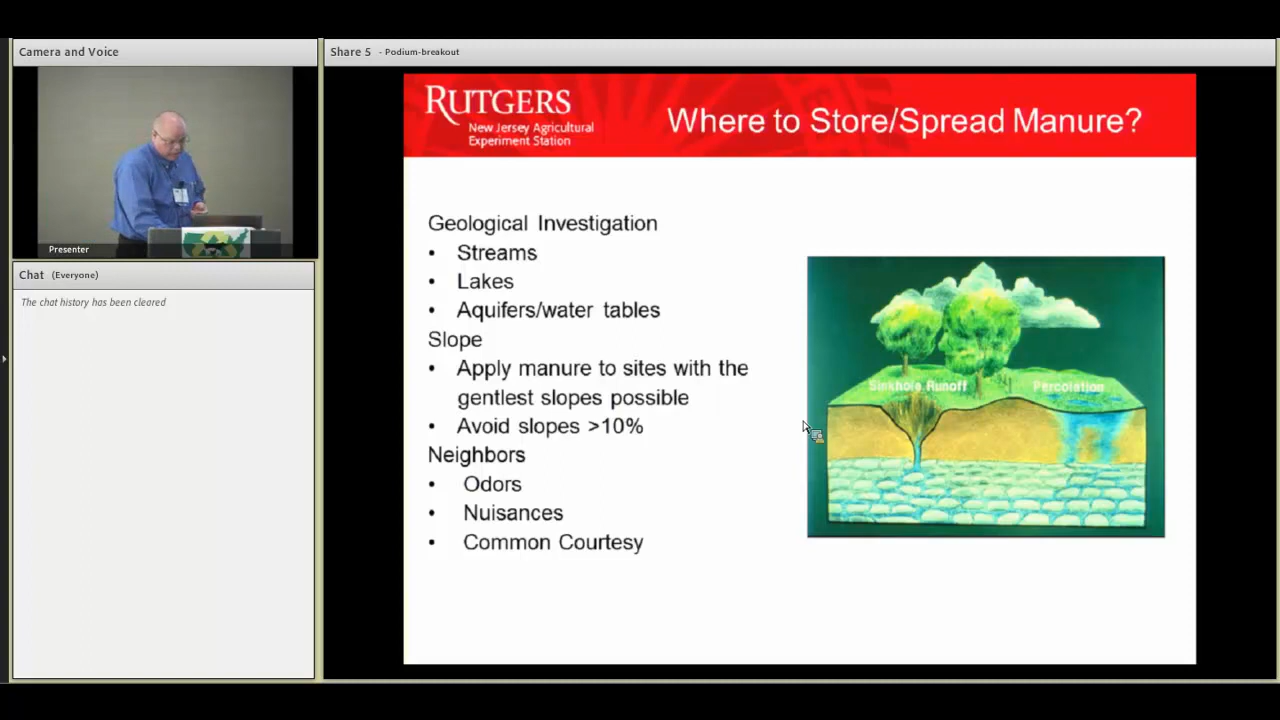 Camera and Voice
Presenter
Chat (Everyone)
The chat history has been cleared
Share 5 - Podium-breakout
RUTGERS
New Jersey Agricultural
Experiment Station
Where to Store/Spread Manure?
Geological Investigation
• Streams
• Lakes
• Aquifers/water tables
Slope
• Apply manure to sites with the
gentlest slopes possible
• Avoid slopes >10%
Neighbors
• Odors
• Nuisances
• Common Courtesy
Sinkhole Runoff
Percolation